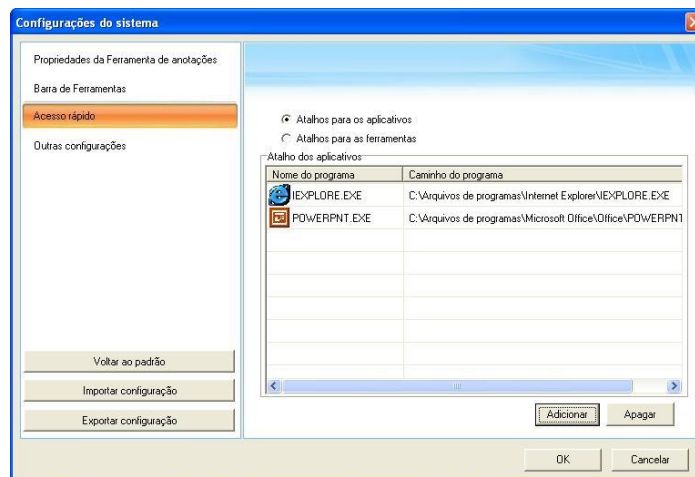 Configurações do sistema
Propriedades da Ferramenta de anotações
Barra de Ferramentas
Acesso rápido
Outras configurações
Voltar ao padrão
Importar configuração
Exportar configuração
Atalhos para os aplicativos
Atalhos para as ferramentas
Atalho dos aplicativos
Nome do programa Caminho do programa
IEXPLORE.EXE C:\Arquivos de programas\Internet Explorer\IEXPLORE.EXE
POWERPNT.EXE C:\Arquivos de programas\Microsoft Office\Office\POWERPNT
Adicionar Apagar
OK Cancelar